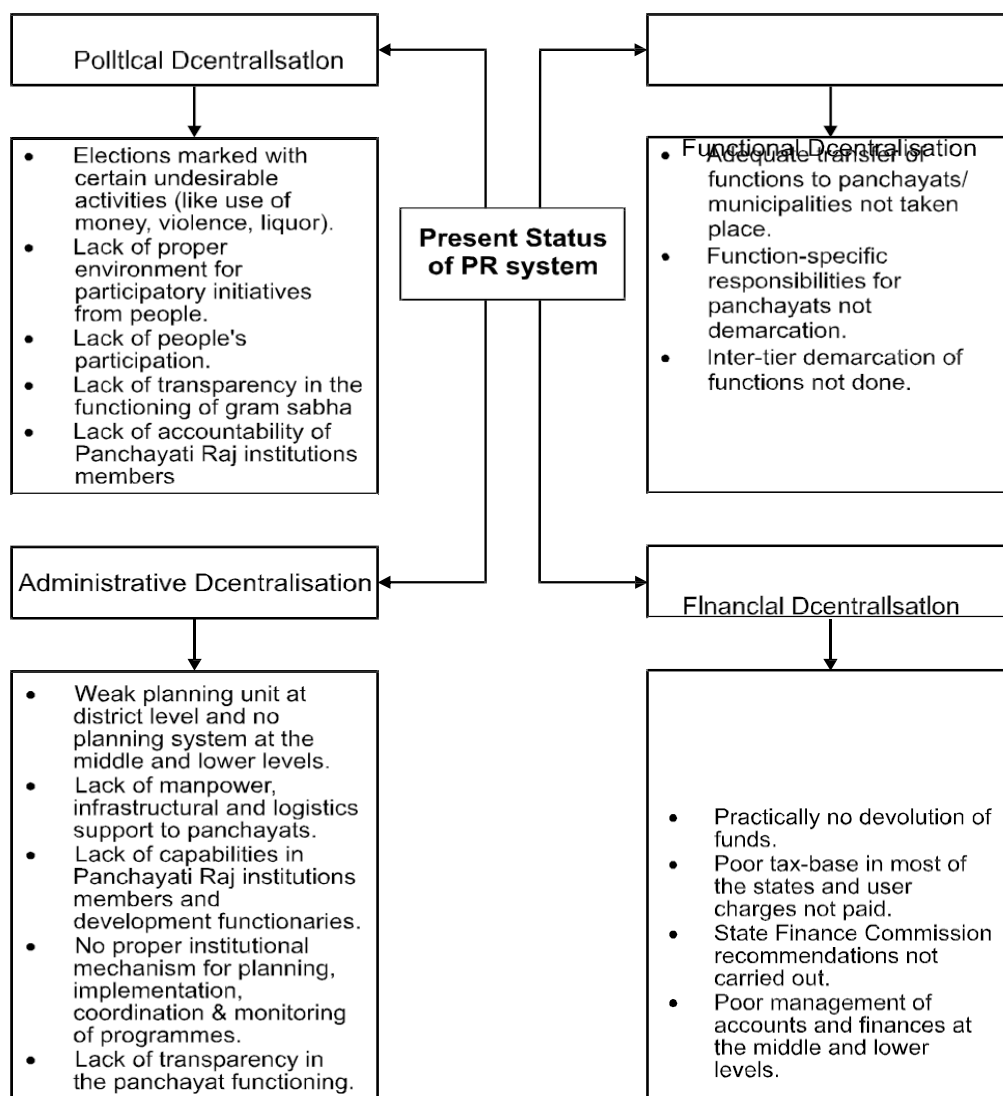 Political Dcentralisation
• Elections marked with
certain undesirable
activities (like use of
money, violence, liquor).
• Lack of proper
environment for
participatory initiatives
from people.
• Lack of people's
participation.
• Lack of transparency in the
functioning of gram sabha
• Lack of accountability of
Panchayati Raj institutions
members
Present Status
of PR system
Functional Dcentralisation
• Adequate transfer of
functions to panchayats/
municipalities not taken
place.
• Function-specific
responsibilities for
panchayats not
demarcation.
• Inter-tier demarcation of
functions not done.
Administrative Dcentralisation
• Weak planning unit at
district level and no
planning system at the
middle and lower levels.
• Lack of manpower,
infrastructural and logistics
support to panchayats.
• Lack of capabilities in
Panchayati Raj institutions
members and
development functionaries.
• No proper institutional
mechanism for planning,
implementation,
coordination & monitoring
of programmes.
• Lack of transparency in
the panchayat functioning.
Financial Dcentralisation
• Practically no devolution of
funds.
• Poor tax-base in most of
the states and user
charges not paid.
• State Finance Commission
recommendations not
carried out.
• Poor management of
accounts and finances at
the middle and lower
levels.